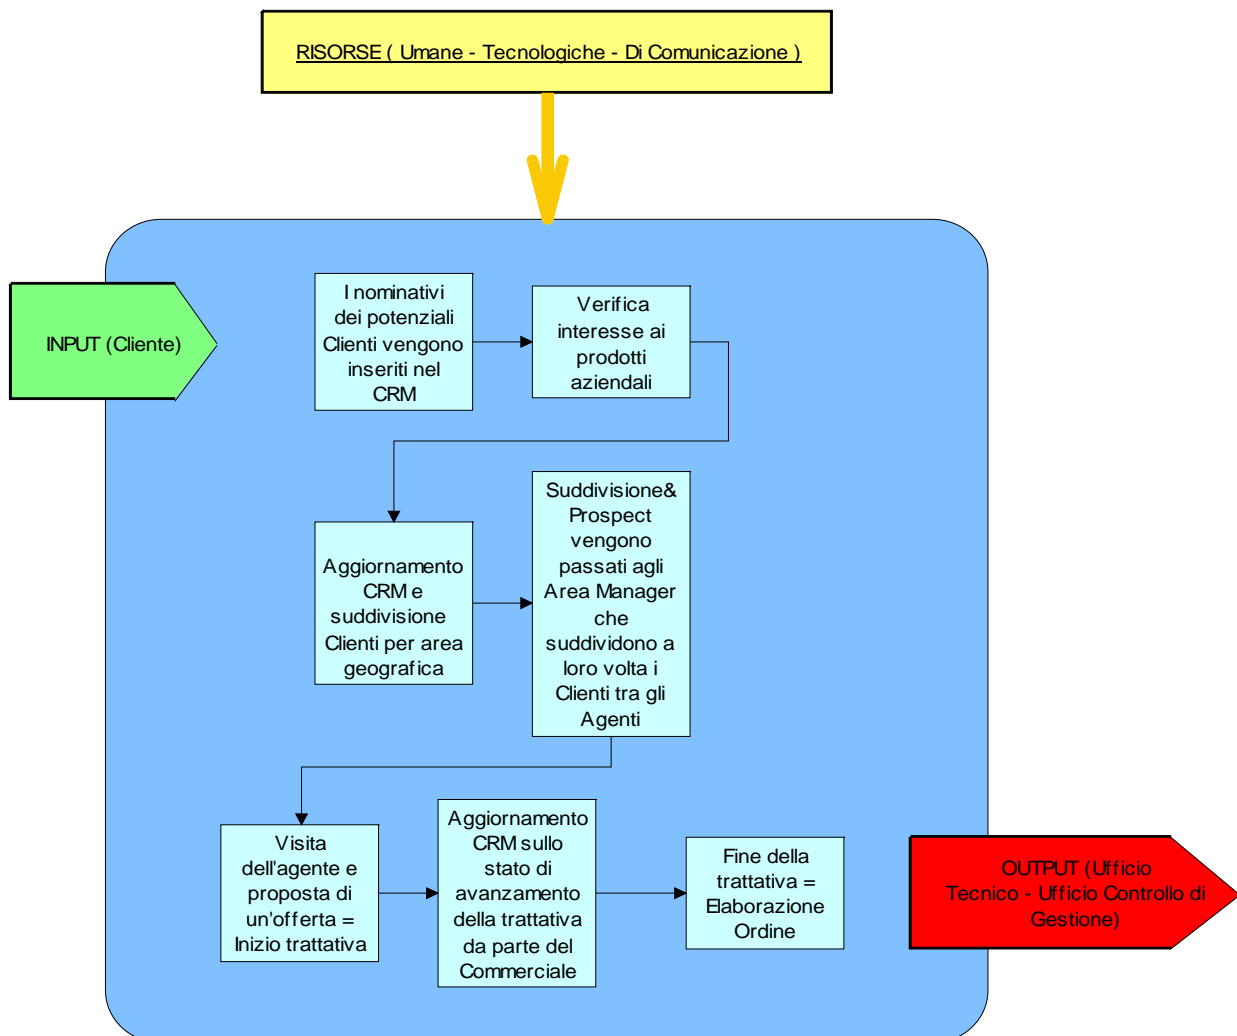 RISORSE ( Umane - Tecnologiche - Di Comunicazione )
INPUT (Cliente)
I nominativi
dei potenziali
Clienti vengono
inseriti nel
CRM
Verifica
interesse ai
prodotti
aziendali
Aggiornamento
CRM e
suddivisione
Clienti per area
geografica
Suddivisione&
Prospect
vengono
passati agli
Area Manager
che
suddividono a
loro volta i
Clienti tra gli
Agenti
Visita
dell'agente e
proposta di
un'offerta =
Inizio trattativa
Aggiornamento
CRM sullo
stato di
avanzamento
della trattativa
da parte del
Commerciale
Fine della
trattativa =
Elaborazione
Ordine
OUTPUT (Ufficio
Tecnico - Ufficio Controllo di
Gestione)